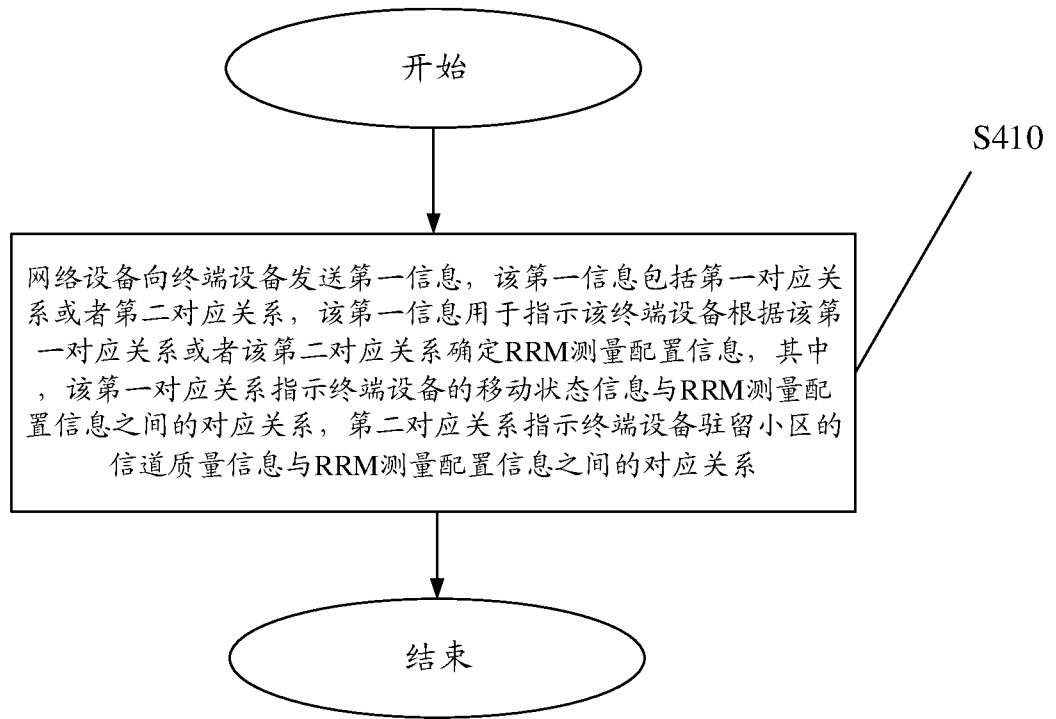 开始
S410
网络设备向终端设备发送第一信息，该第一信息包括第一对应关
系或者第二对应关系，该第一信息用于指示该终端设备根据该第
一对应关系或者该第二对应关系确定RRM测量配置信息，其中
，该第一对应关系指示终端设备的移动状态信息与RRM测量配
置信息之间的对应关系，第二对应关系指示终端设备驻留小区的
信道质量信息与RRM测量配置信息之间的对应关系
结束